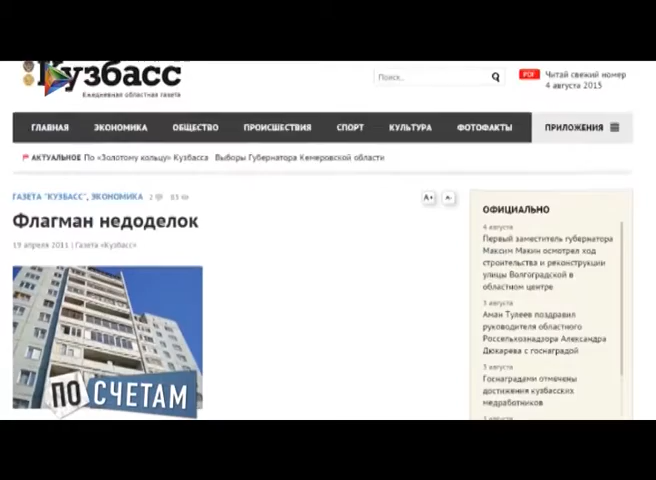 Кузбасс
Ежедневная областная газета
Поиск..
PDF
Читай свежий номер
4 августа 2015
ГЛАВНАЯ ЭКОНОМИКА ОБЩЕСТВО ПРОИСШЕСТВИЯ СПОРТ КУЛЬТУРА ФОТОФАКТЫ ПРИЛОЖЕНИЯ
АКТУАЛЬНОЕ По «Золотому кольцу» Кузбасса Выборы Губернатора Кемеровской области
ГАЗЕТА "КУЗБАСС", ЭКОНОМИКА 2 83
A+ A-
Флагман недоделок
19 апреля 2011 | Газета «Кузбасс»
ПО СЧЕТАМ
ОФИЦИАЛЬНО
4 августа
Первый заместитель губернатора
Максим Макин осмотрел ход
строительства и реконструкции
улицы Волгоградской в
областном центре
3 августа
Аман Тулеев поздравил
руководителя областного
Россельхознадзора Александра
Дюкарева с госнаградой
3 августа
Госнаградами отмечены
достижения кузбасских
медработников